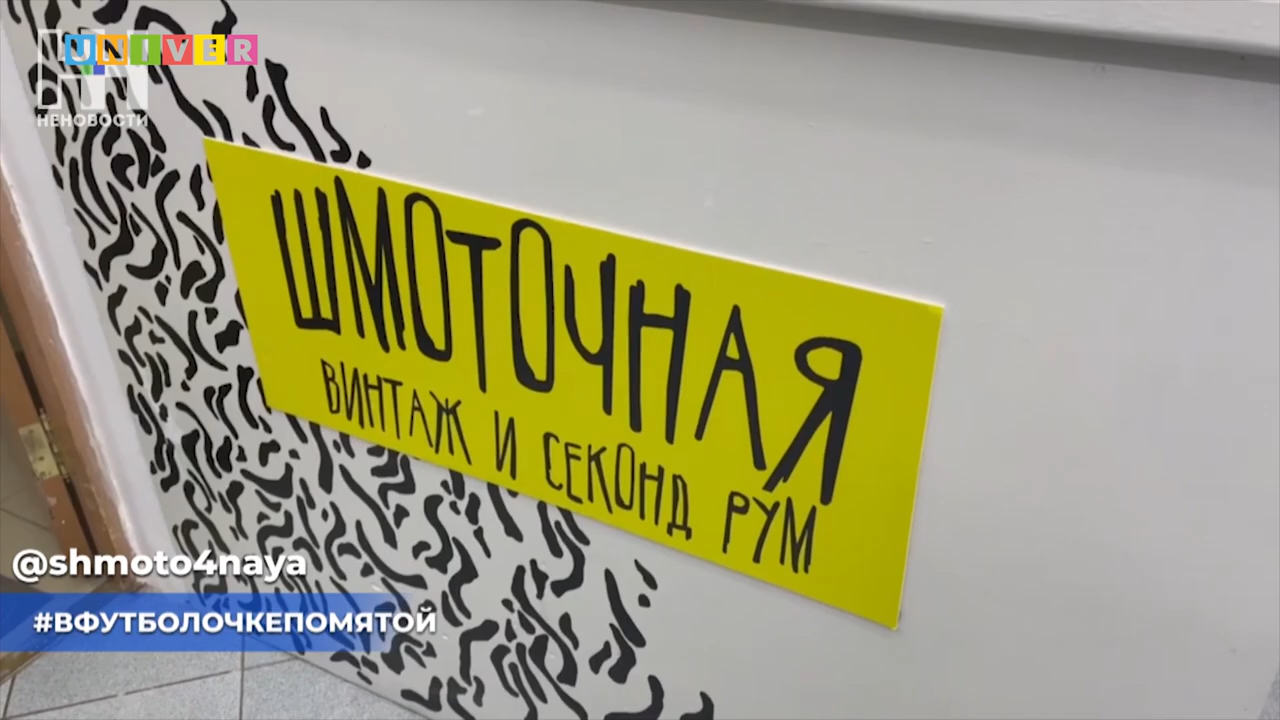 UNIVER
НЕНОВОСТИ
ШМОТОЧНАЯ
ВИНТАЖ И СЕКОНД РУМ
@shmoto4naya
#ВФУТБОЛОЧКЕПОМЯТОЙ